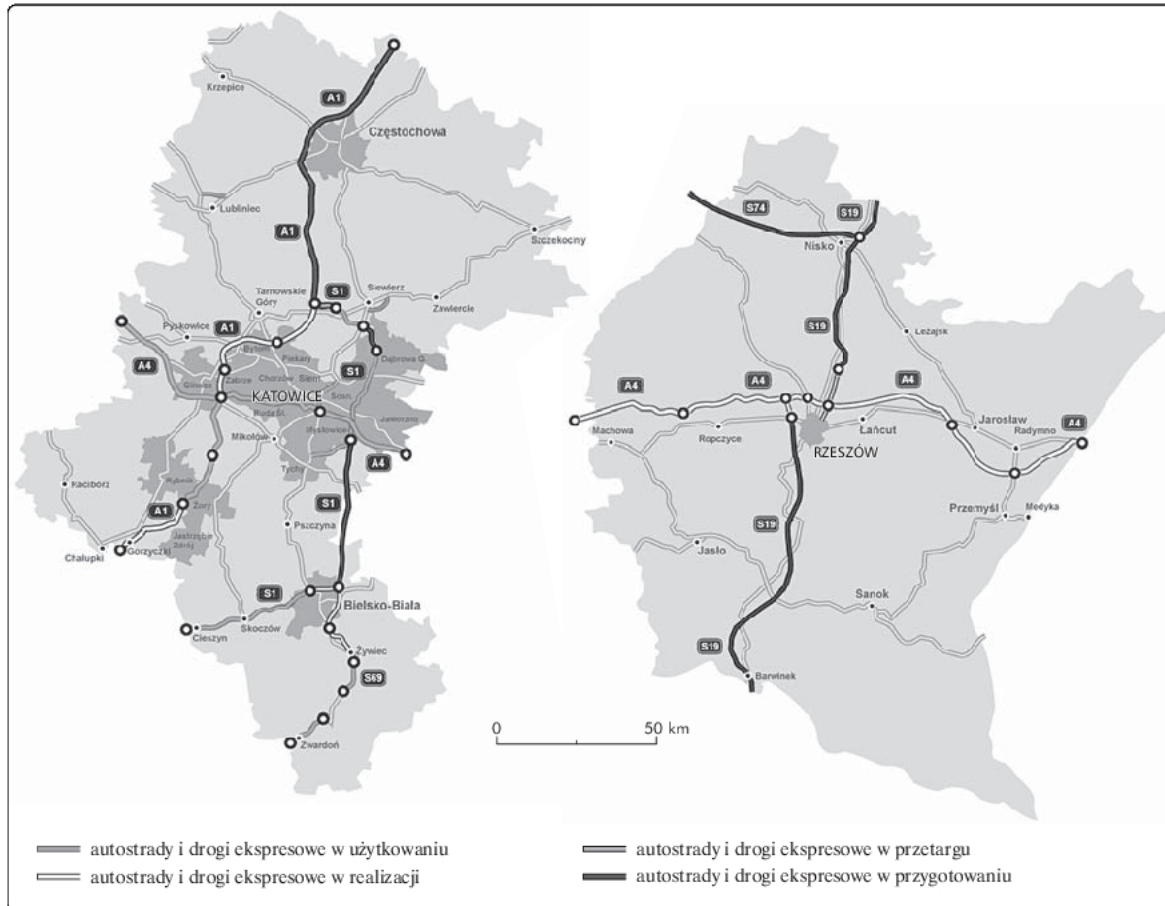 Krzepice
A1
Częstochowa
Lubliniec
A1
Szczekociny
Tarnowskie
Góry
S1
Siewierz
Zawiercie
Pyskowice
A1
Bytom
Piekary
Dąbrowa G.
A4
Gliwice
Zabrze
Chorzów
Siem.
S1
Sosn.
KATOWICE
Ruda Śl.
Jaworzno
Mikołów
Mysłowice
Tychy
A4
Racibórz
Rybnik
S1
A1
Żory
Pszczyna
Jastrzębie
Zdrój
Chałupki
Gorzyczki
S1
Bielsko-Biała
Cieszyn
Skoczów
Żywiec
S69
Zwardoń
S74
S19
Nisko
S19
Leżajsk
A4
A4
A4
Machowa
Ropczyce
Łańcut
Jarosław
Radymno
A4
RZESZÓW
Przemyśl
Medyka
S19
Jasło
Sanok
S19
Barwinek
0 50 km
autostrady i drogi ekspresowe w użytkowaniu
autostrady i drogi ekspresowe w realizacji
autostrady i drogi ekspresowe w przetargu
autostrady i drogi ekspresowe w przygotowaniu